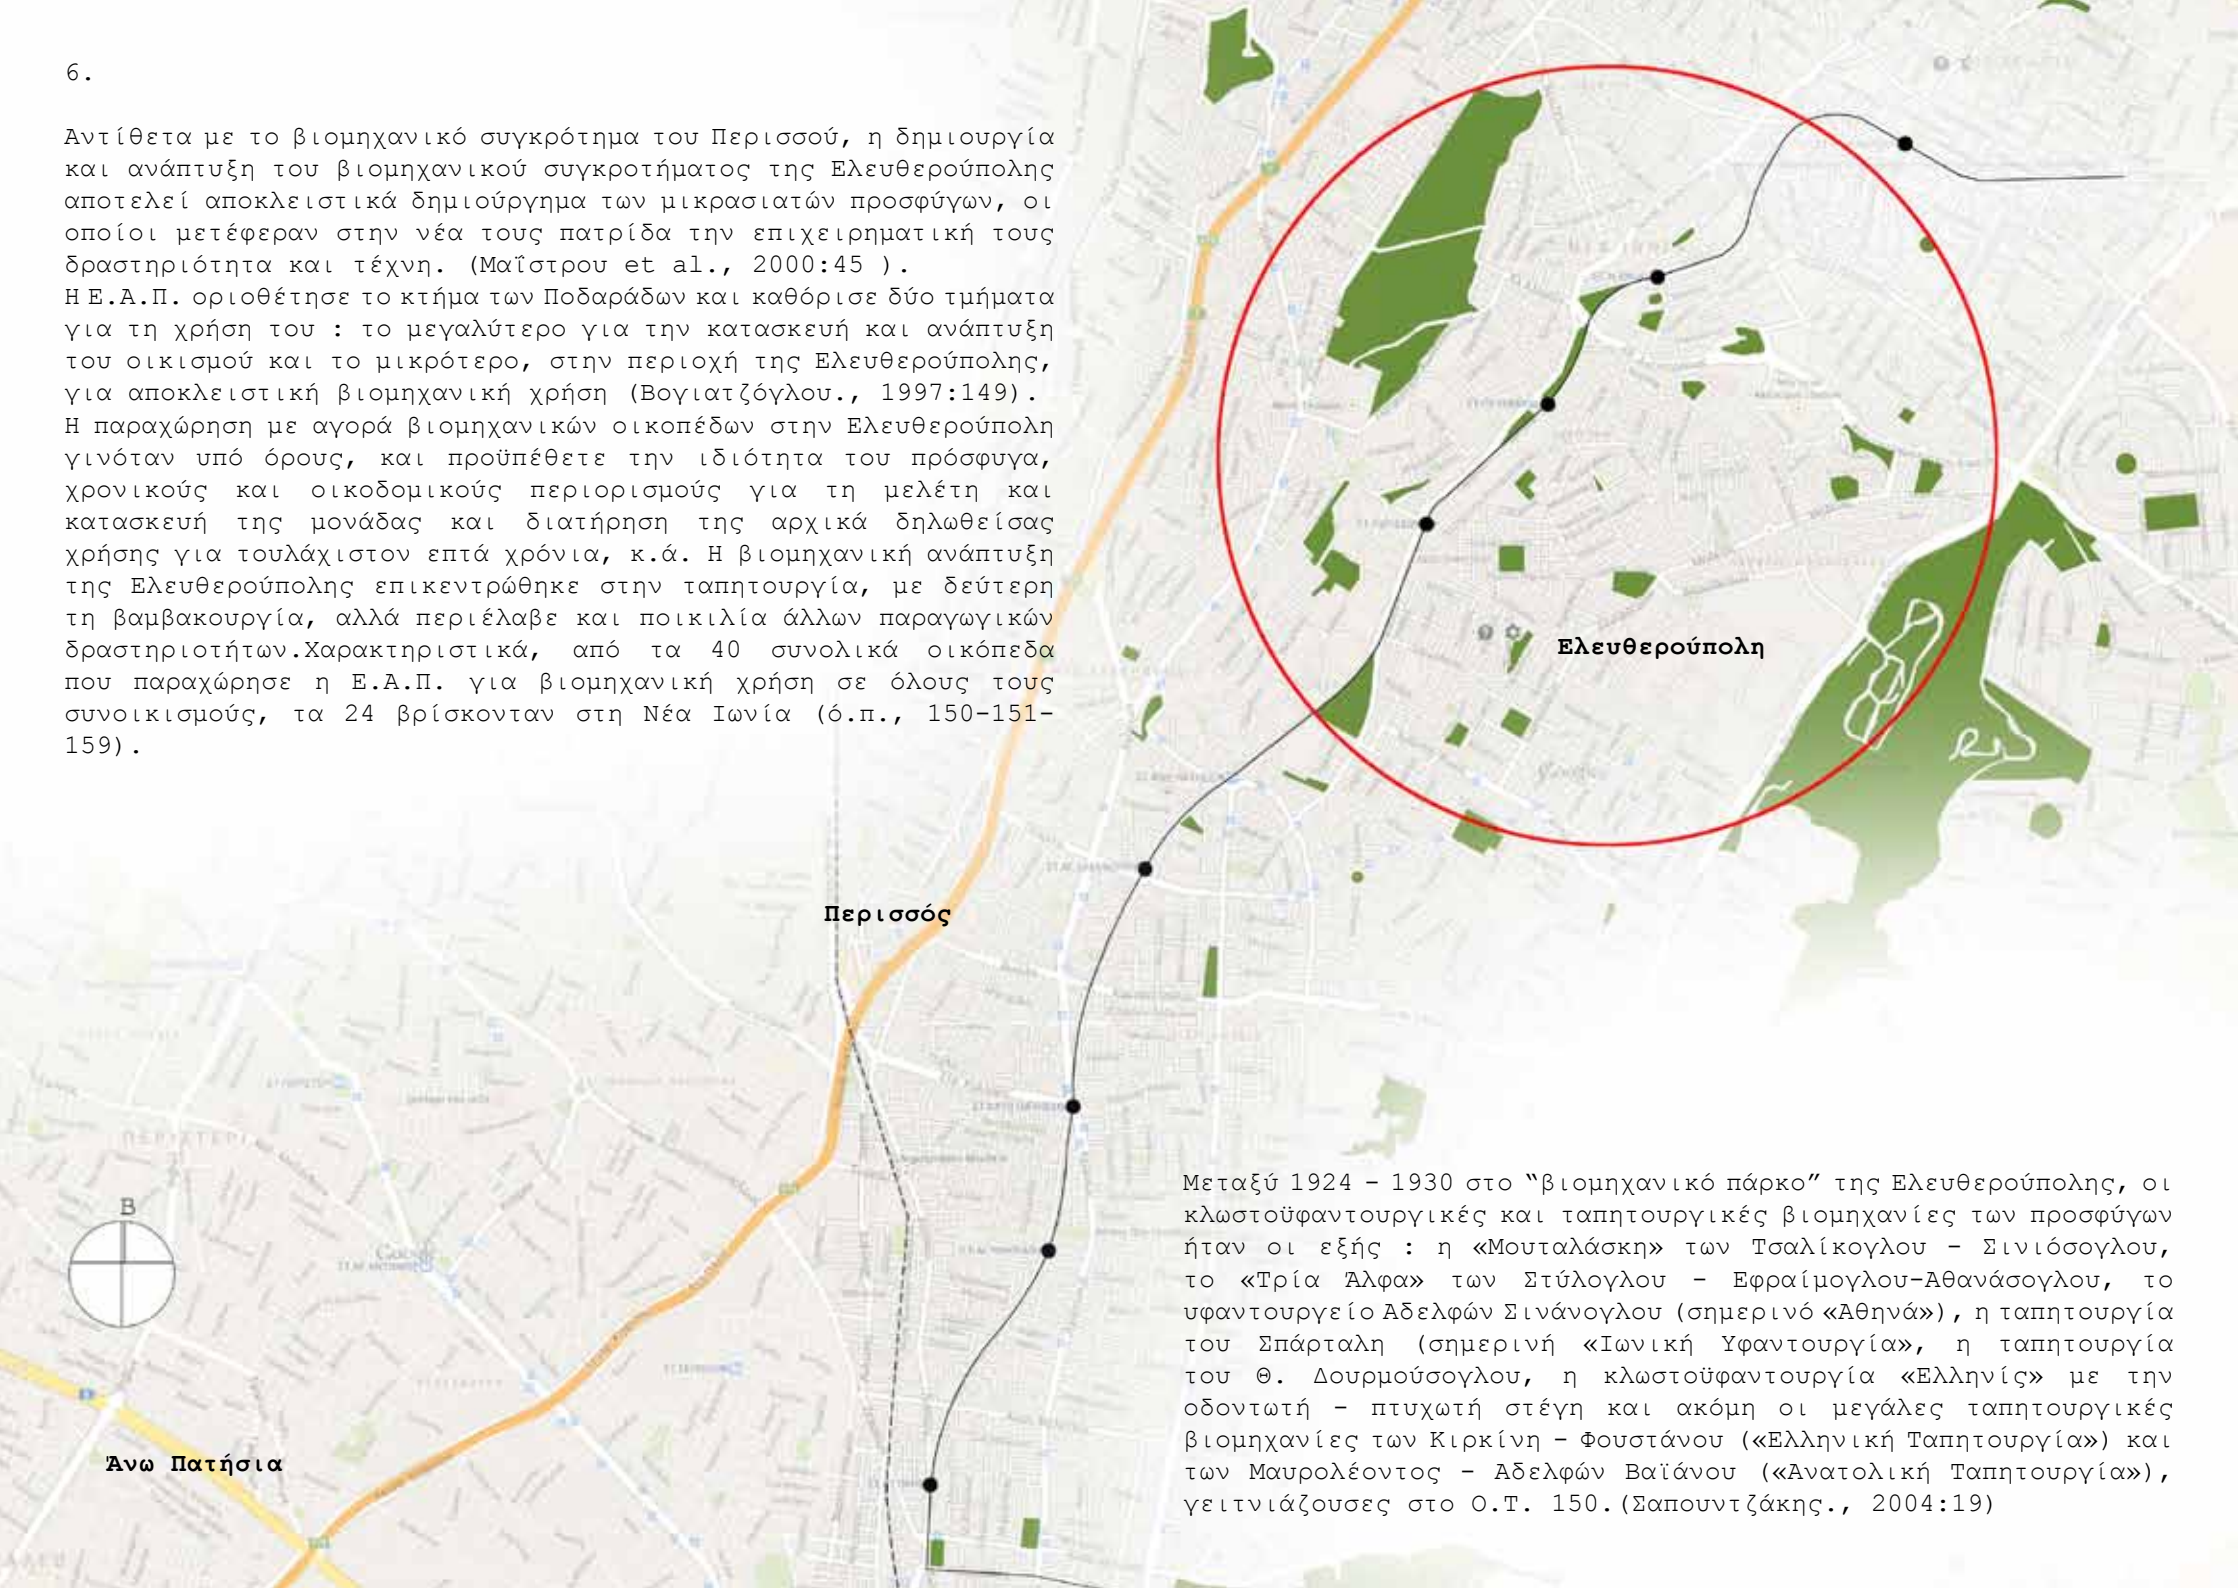 6.
Αντίθετα με το βιομηχανικό συγκρότημα του Περισσού, η δημιουργία
και ανάπτυξη του βιομηχανικού συγκροτήματος της Ελευθερούπολης
αποτελεί αποκλειστικά δημιούργημα των μικρασιατών προσφύγων, οι
οποίοι μετέφεραν στην νέα τους πατρίδα την επιχειρηματική τους
δραστηριότητα και τέχνη. (Μαΐστρου et al., 2000:45 ).
Η Ε.Α.Π. οριοθέτησε το κτήμα των Ποδαράδων και καθόρισε δύο τμήματα
για τη χρήση του : το μεγαλύτερο για την κατασκευή και ανάπτυξη
του οικισμού και το μικρότερο, στην περιοχή της Ελευθερούπολης,
για αποκλειστική βιομηχανική χρήση (Βογιατζόγλου., 1997:149).
Η παραχώρηση με αγορά βιομηχανικών οικοπέδων στην Ελευθερούπολη
γινόταν υπό όρους, και προϋπέθετε την ιδιότητα του πρόσφυγα,
χρονικούς και οικοδομικούς περιορισμούς για τη μελέτη και
κατασκευή της μονάδας και διατήρηση της αρχικά δηλωθείσας
χρήσης για τουλάχιστον επτά χρόνια, κ.ά. Η βιομηχανική ανάπτυξη
της Ελευθερούπολης επικεντρώθηκε στην ταπητουργία, με δεύτερη
τη βαμβακουργία, αλλά περιέλαβε και ποικιλία άλλων παραγωγικών
δραστηριοτήτων.Χαρακτηριστικά, από τα 40 συνολικά οικόπεδα
που παραχώρησε η Ε.Α.Π. για βιομηχανική χρήση σε όλους τους
συνοικισμούς, τα 24 βρίσκονταν στη Νέα Ιωνία (ό.π., 150-151-
159).
Ελευθερούπολη
Περισσός
Β
Άνω Πατήσια
Μεταξύ 1924 - 1930 στο “βιομηχανικό πάρκο” της Ελευθερούπολης, οι
κλωστοϋφαντουργικές και ταπητουργικές βιομηχανίες των προσφύγων
ήταν οι εξής : η «Μουταλάσκη» των Τσαλίκογλου - Σινιόσογλου,
το «Τρία Άλφα» των Στύλογλου - Εφραίμογλου-Αθανάσογλου, το
υφαντουργείο Αδελφών Σινάνογλου (σημερινό «Αθηνά»), η ταπητουργία
του Σπάρταλη (σημερινή «Ιωνική Υφαντουργία», η ταπητουργία
του Θ. Δουρμούσογλου, η κλωστοϋφαντουργία «Ελληνίς» με την
οδοντωτή - πτυχωτή στέγη και ακόμη οι μεγάλες ταπητουργικές
βιομηχανίες των Κιρκίνη - Φουστάνου («Ελληνική Ταπητουργία») και
των Μαυρολέοντος - Αδελφών Βαϊάνου («Ανατολική Ταπητουργία»),
γειτνιάζουσες στο Ο.Τ. 150.(Σαπουντζάκης., 2004:19)